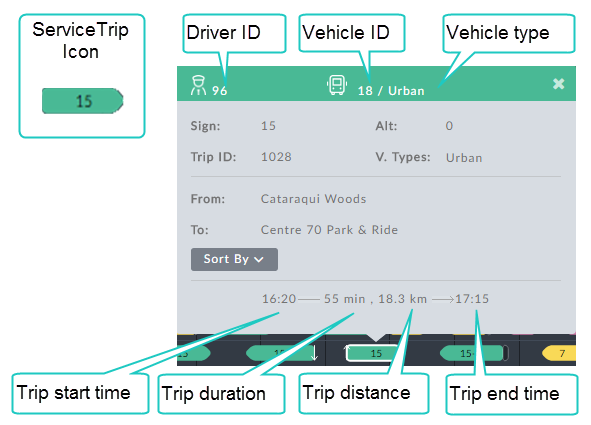 ServiceTrip
Icon
15
Driver ID
Vehicle ID
Vehicle type
96
18 / Urban
Sign: 15 Alt: 0
Trip ID: 1028 V. Types: Urban
From: Cataraqui Woods
To: Centre 70 Park & Ride
Sort By
16:20 55 min , 18.3 km 17:15
15 15 15 15 7
Trip start time
Trip duration
Trip distance
Trip end time